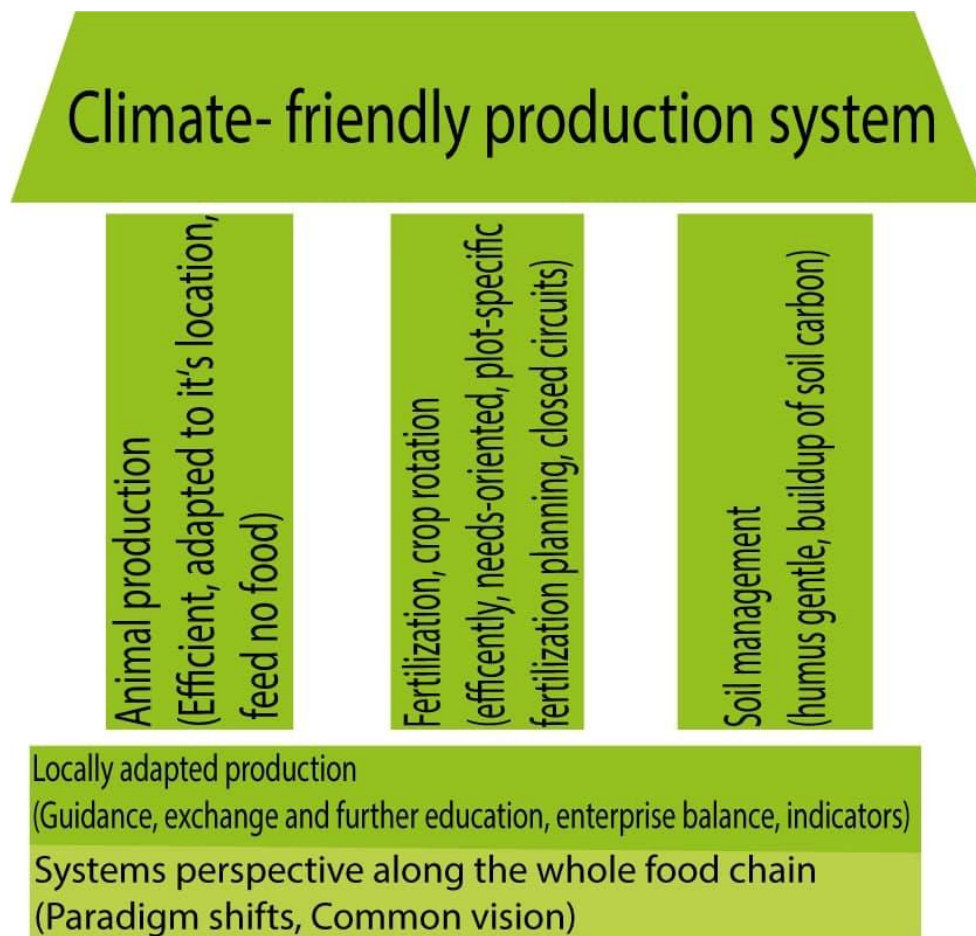 Climate- friendly production system
Animal production
(Efficient, adapted to it's location,
feed no food)
Fertilization, crop rotation
(efficently, needs-oriented, plot-specific
fertilization planning, closed circuits)
Soil management
(humus gentle, buildup of soil carbon)
Locally adapted production
(Guidance, exchange and further education, enterprise balance, indicators)
Systems perspective along the whole food chain
(Paradigm shifts, Common vision)